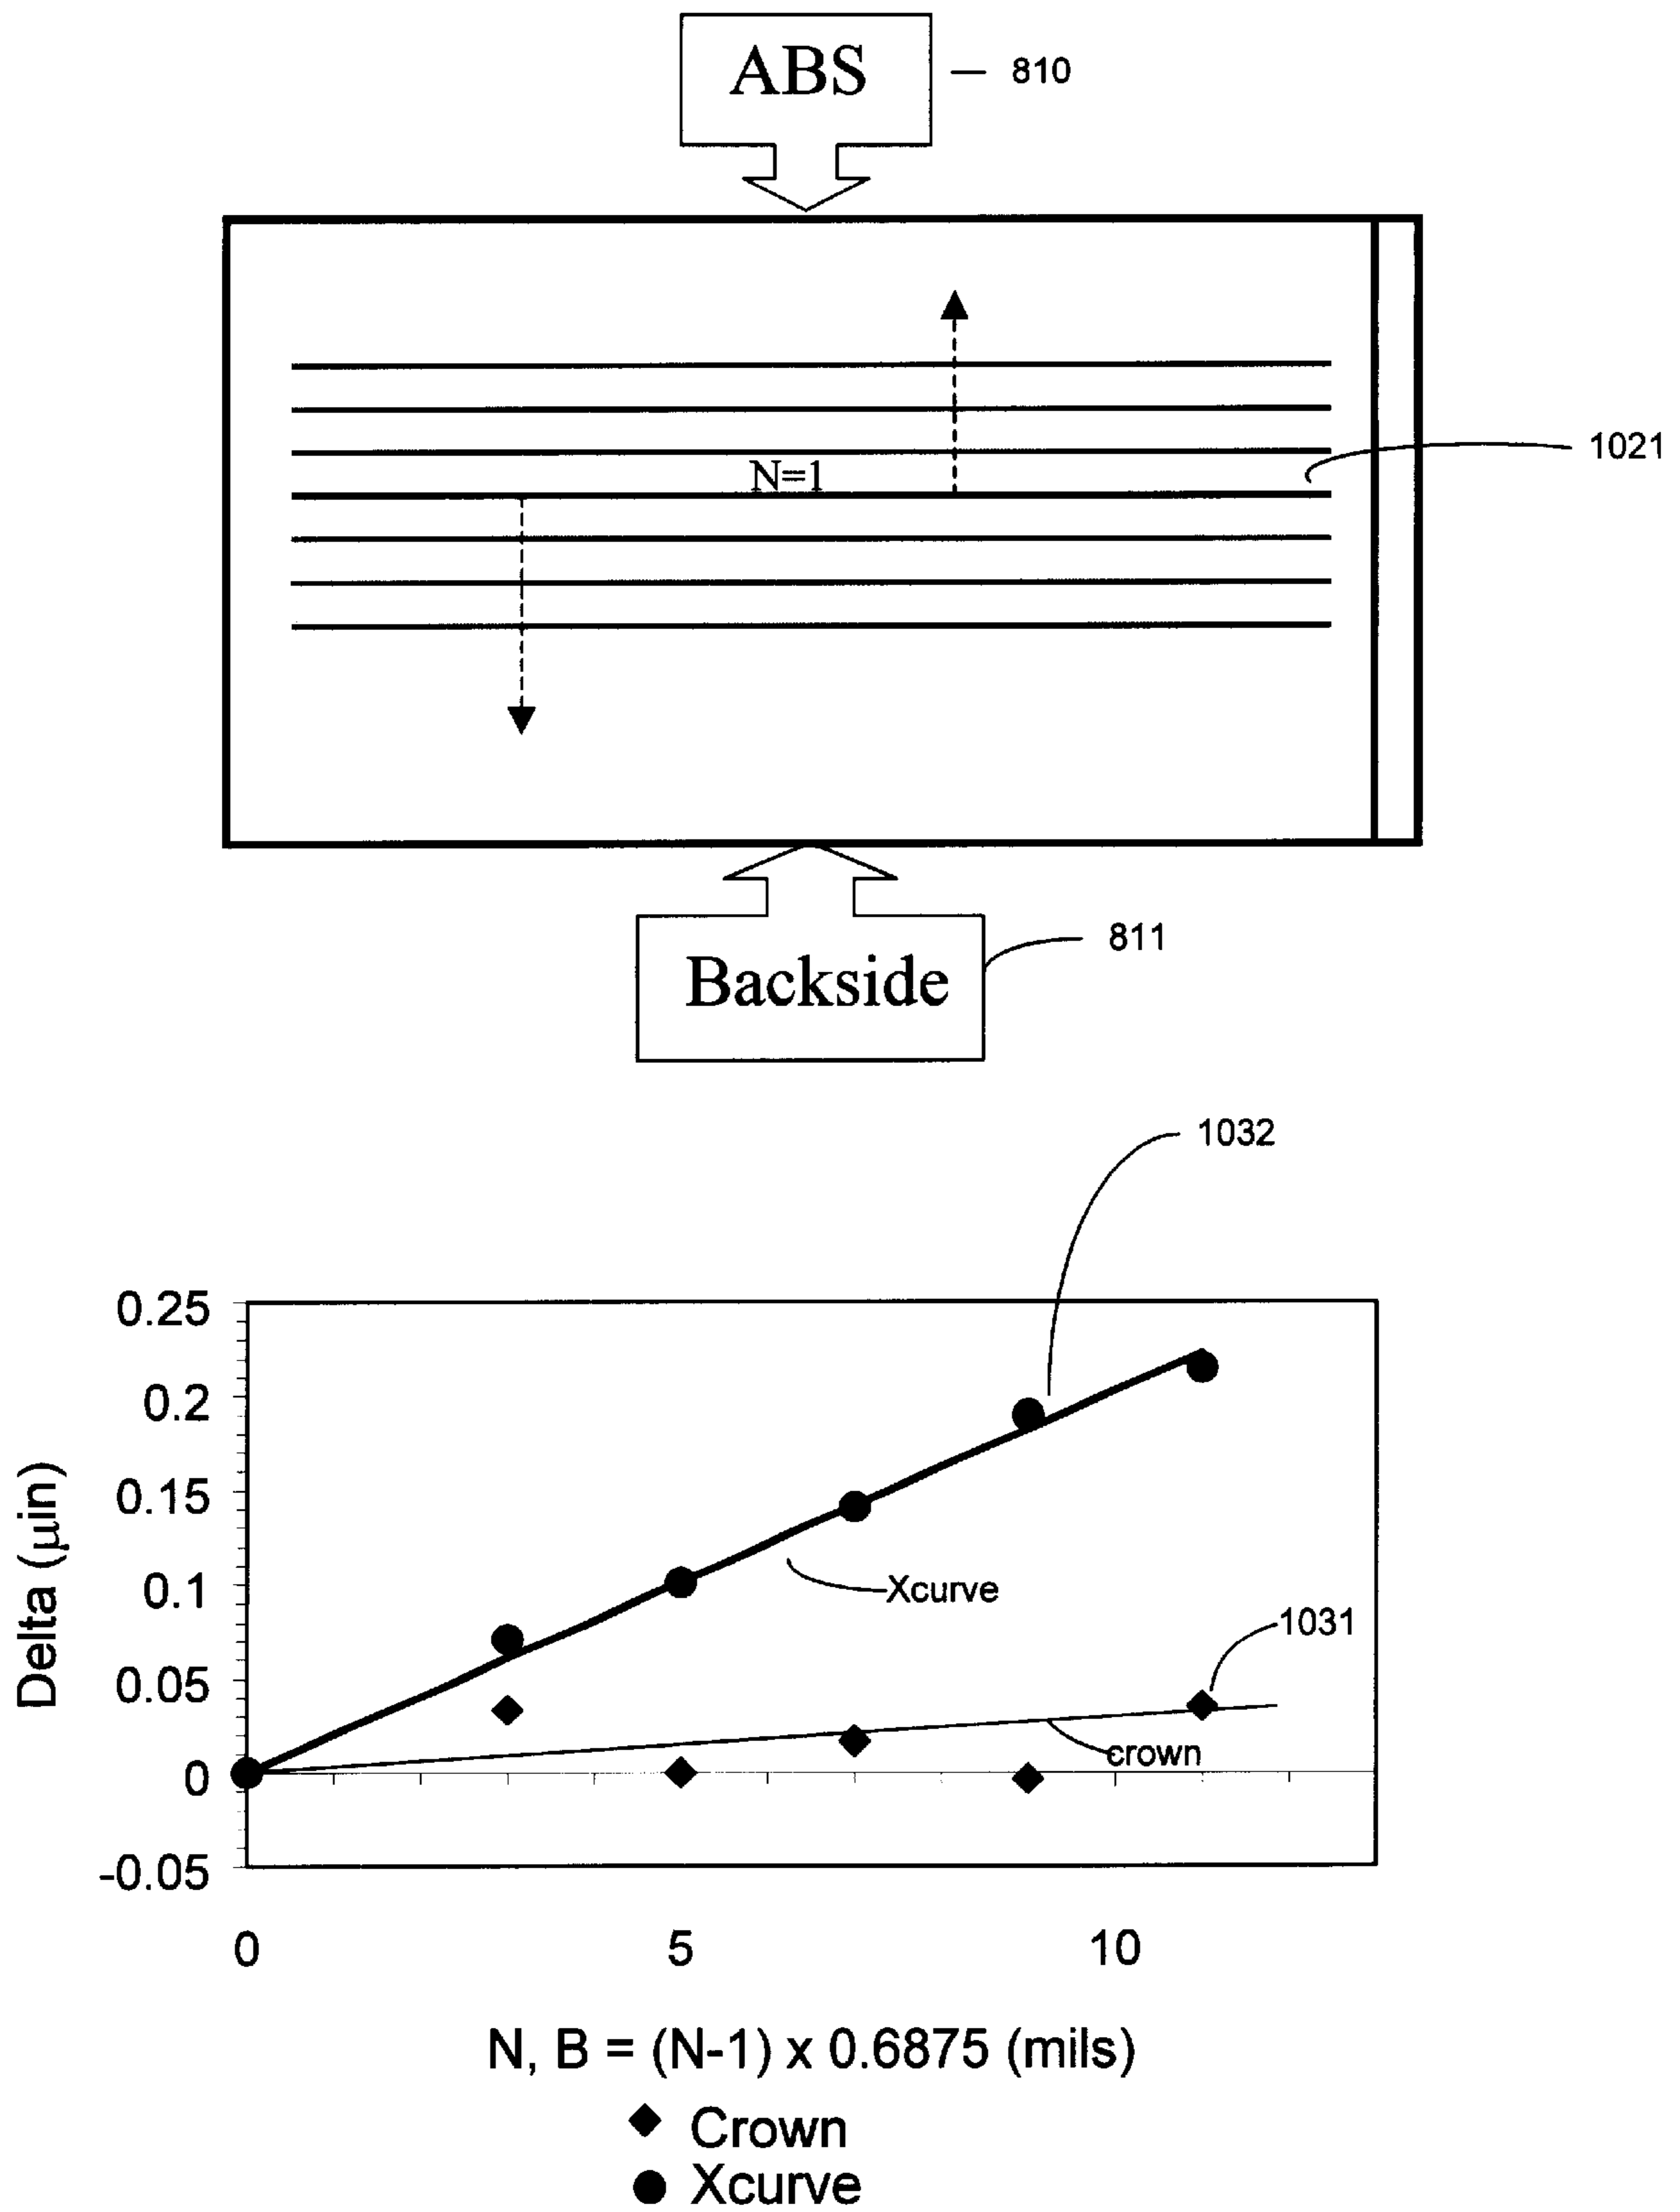 ABS
810
N=1
1021
811
Backside
1032
0.25
0.2
0.15
0.1
0.05
0
-0.05
Delta (µin)
Xcurve
1031
crown
0 5 10
N, B = (N-1) x 0.6875 (mils)
Crown
Xcurve